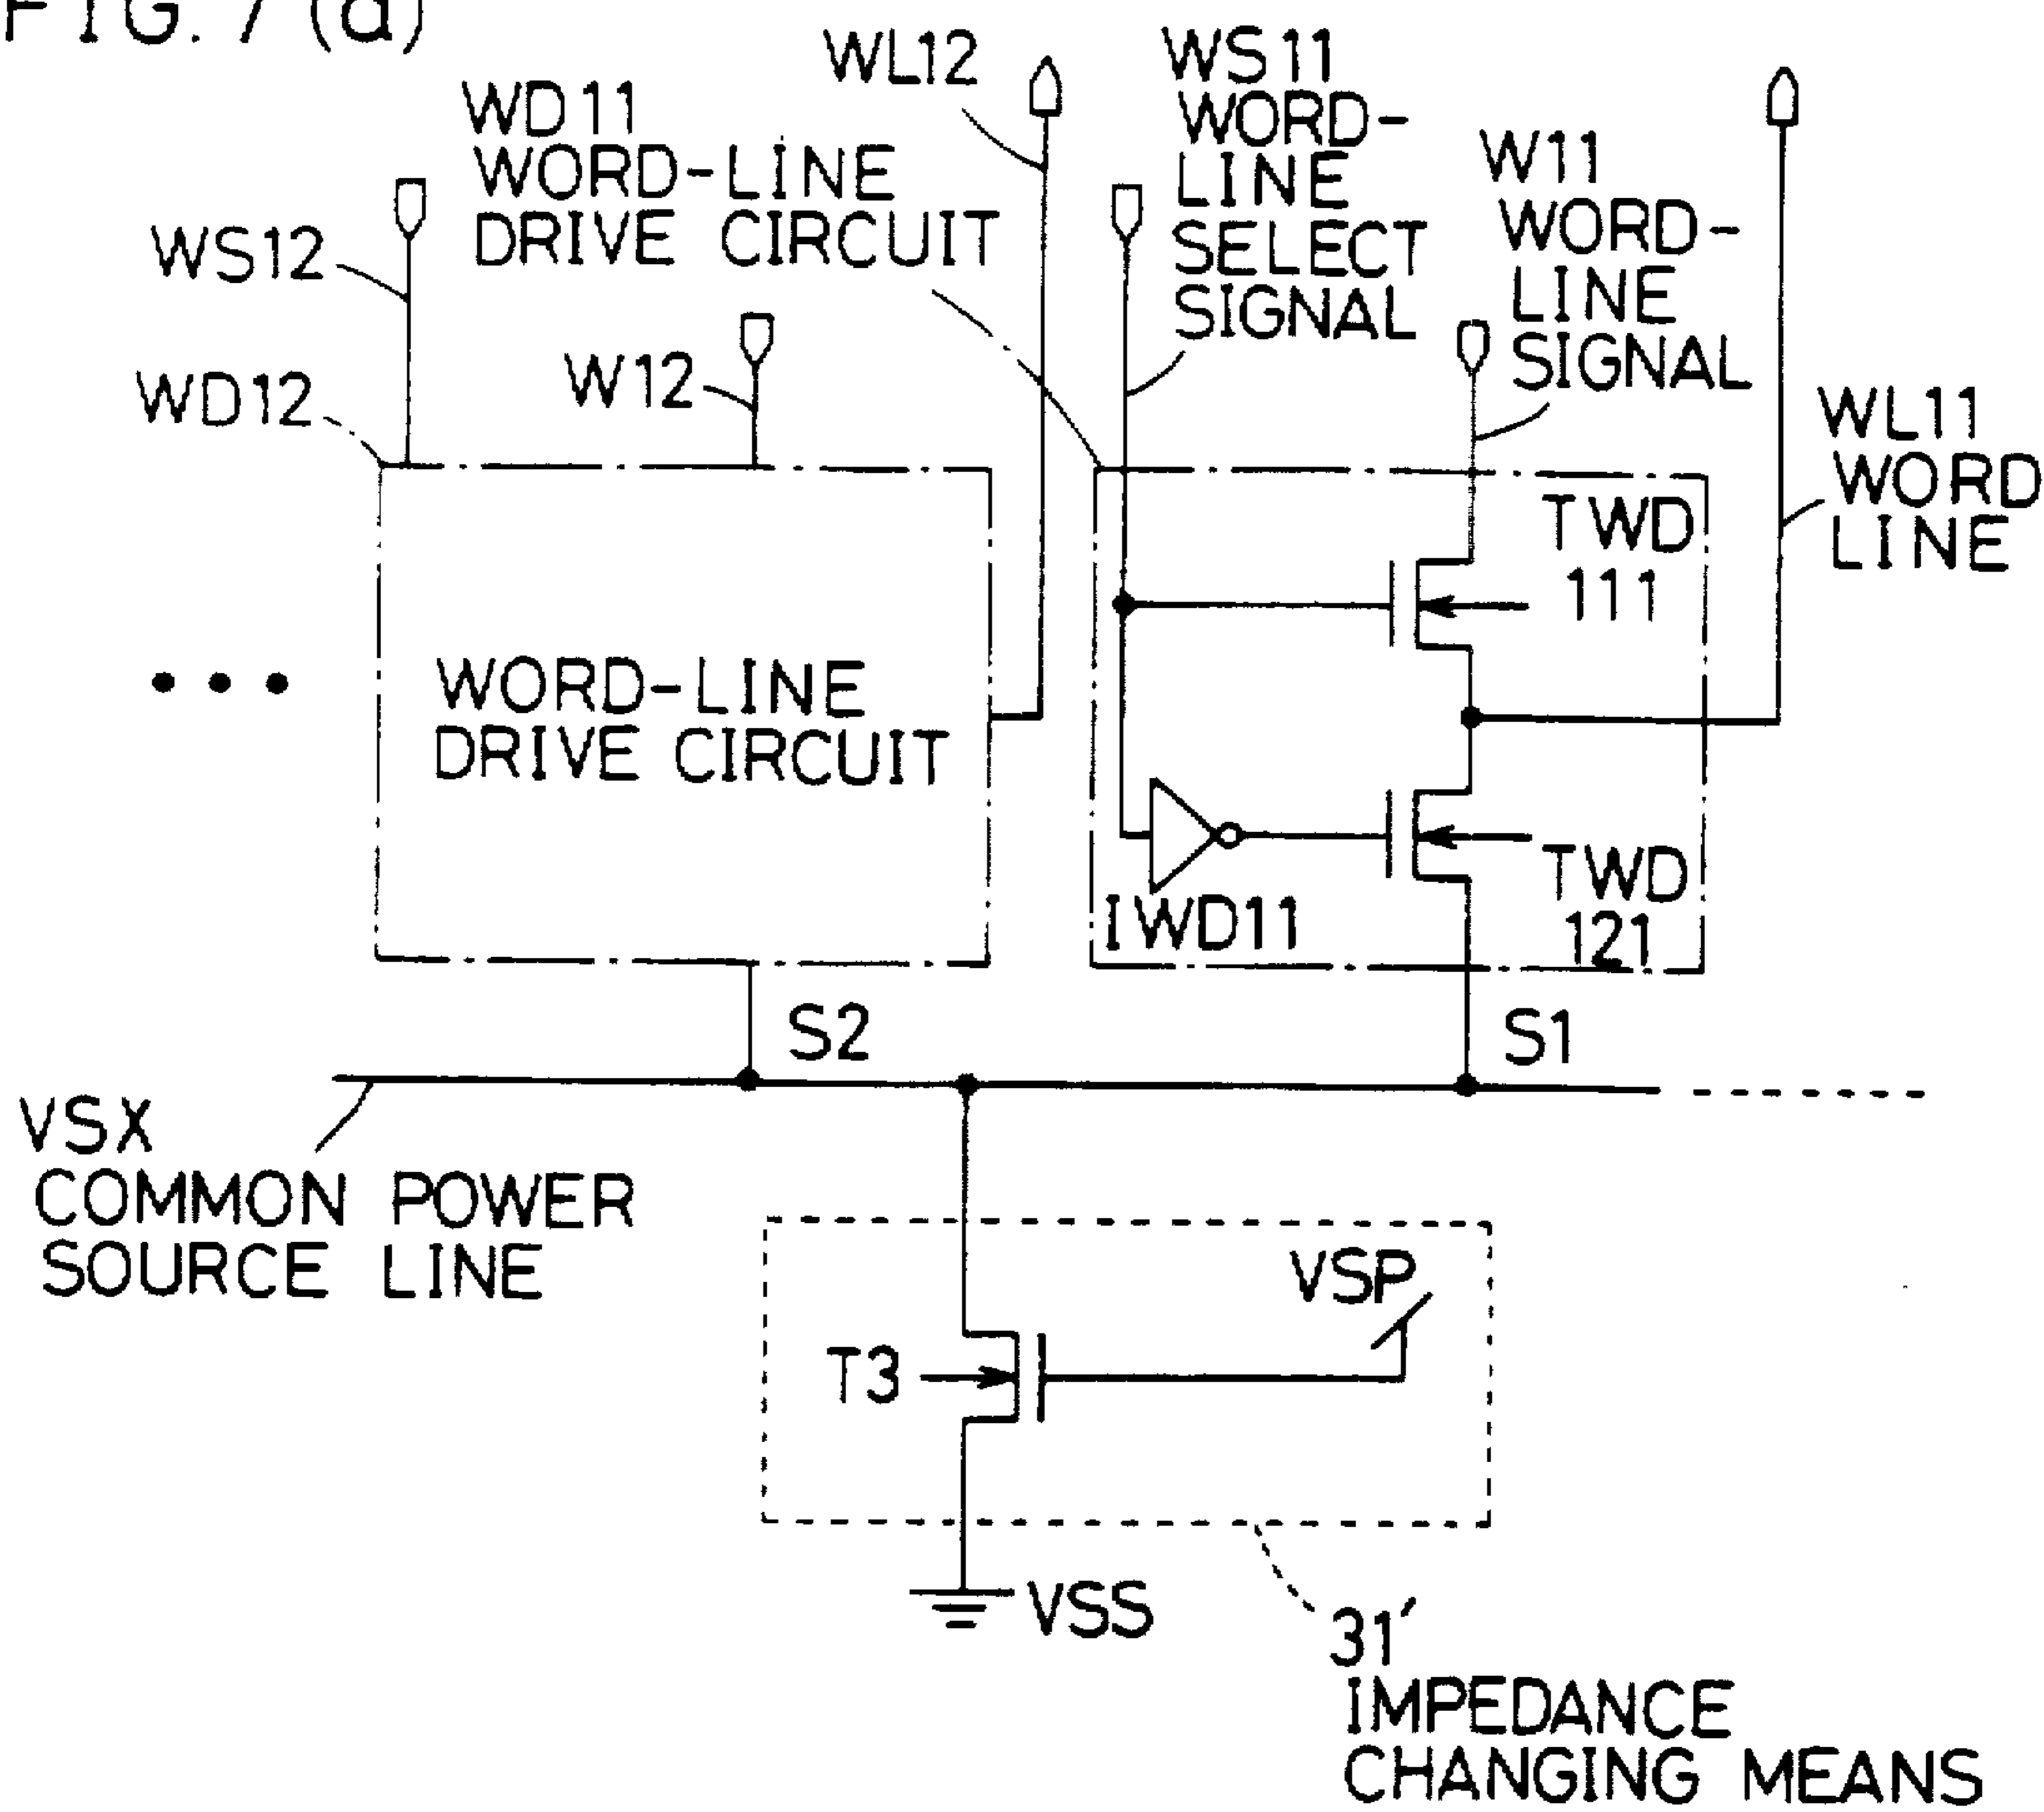 FIG. 7 (a)
WL12
WS11
WORD-
LINE
SELECT
SIGNAL
WD11
WORD-LINE
DRIVE CIRCUIT
W11
WORD-
LINE
SIGNAL
WS12
W12
WD12
WL11
WORD
LINE
TWD
111
WORD-LINE
DRIVE CIRCUIT
TWD
121
IWD11
S2
S1
VSX
COMMON POWER
SOURCE LINE
VSP
T3
VSS
31′
IMPEDANCE
CHANGING MEANS